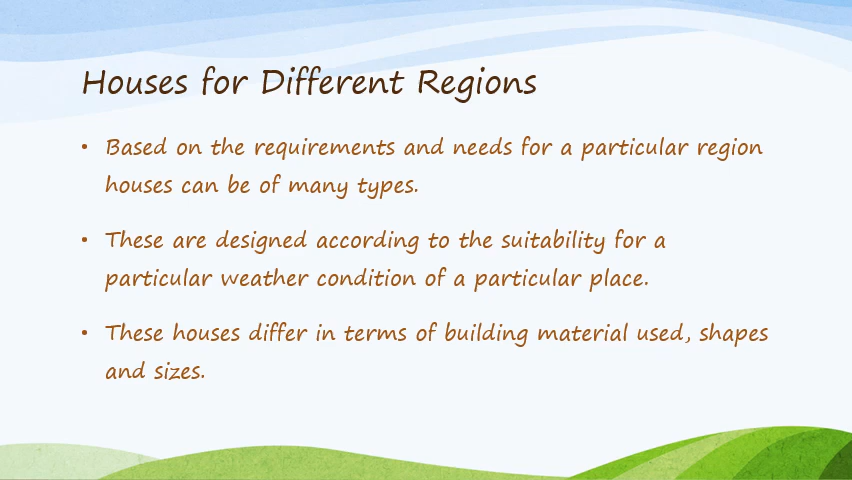 Houses for Different Regions
• Based on the requirements and needs for a particular region
houses can be of many types.
• These are designed according to the suitability for a
particular weather condition of a particular place.
• These houses differ in terms of building material used, shapes
and sizes.